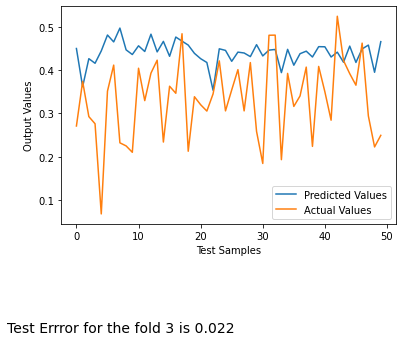 0.5
0.4
0.3
0.2
0.1
Output Values
0 10 20 30 40 50
Test Samples
Predicted Values
Actual Values
Test Errror for the fold 3 is 0.022